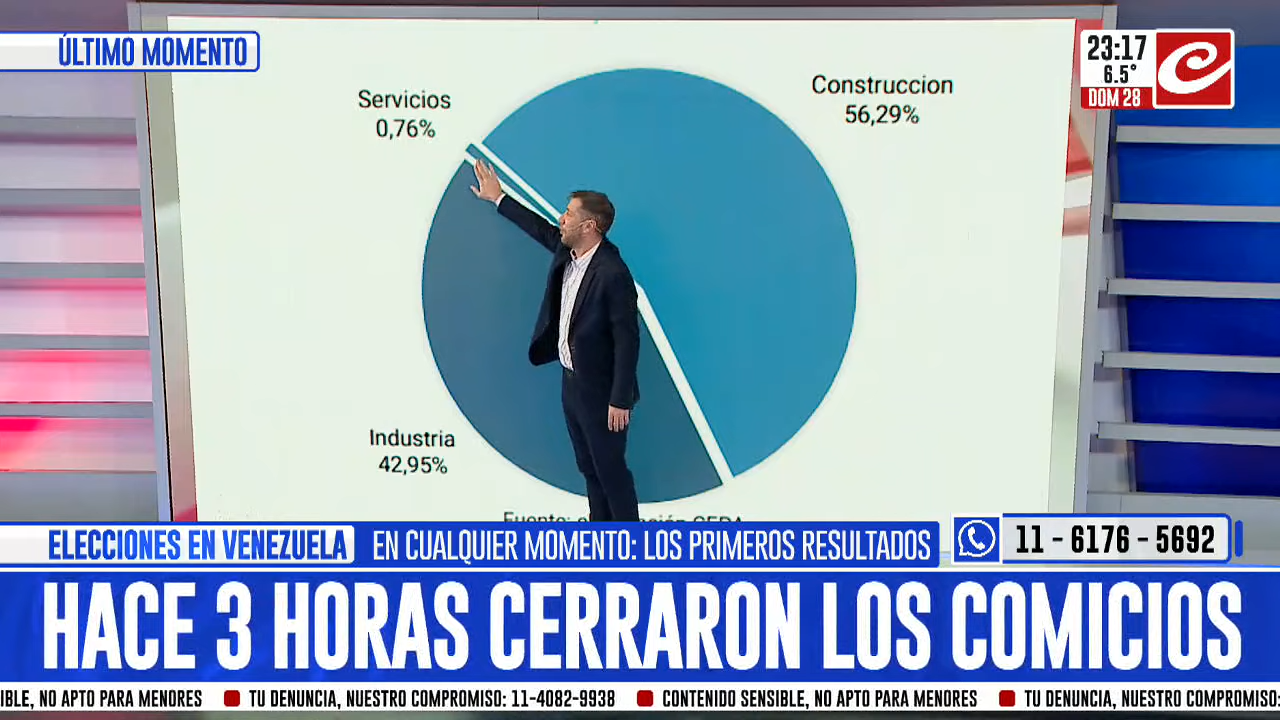 ÚLTIMO MOMENTO
23:17
6.5°
DOM 28
Servicios
0,76%
Construccion
56,29%
Industria
42,95%
Fuente:
ELECCIONES EN VENEZUELA
EN CUALQUIER MOMENTO: LOS PRIMEROS RESULTADOS
11 - 6176 - 5692
HACE 3 HORAS CERRARON LOS COMICIOS
IBLE, NO APTO PARA MENORES TU DENUNCIA, NUESTRO COMPROMISO: 11-4082-9938 CONTENIDO SENSIBLE, NO APTO PARA MENORES TU DENUNCIA, NUESTRO COMPROMISO: